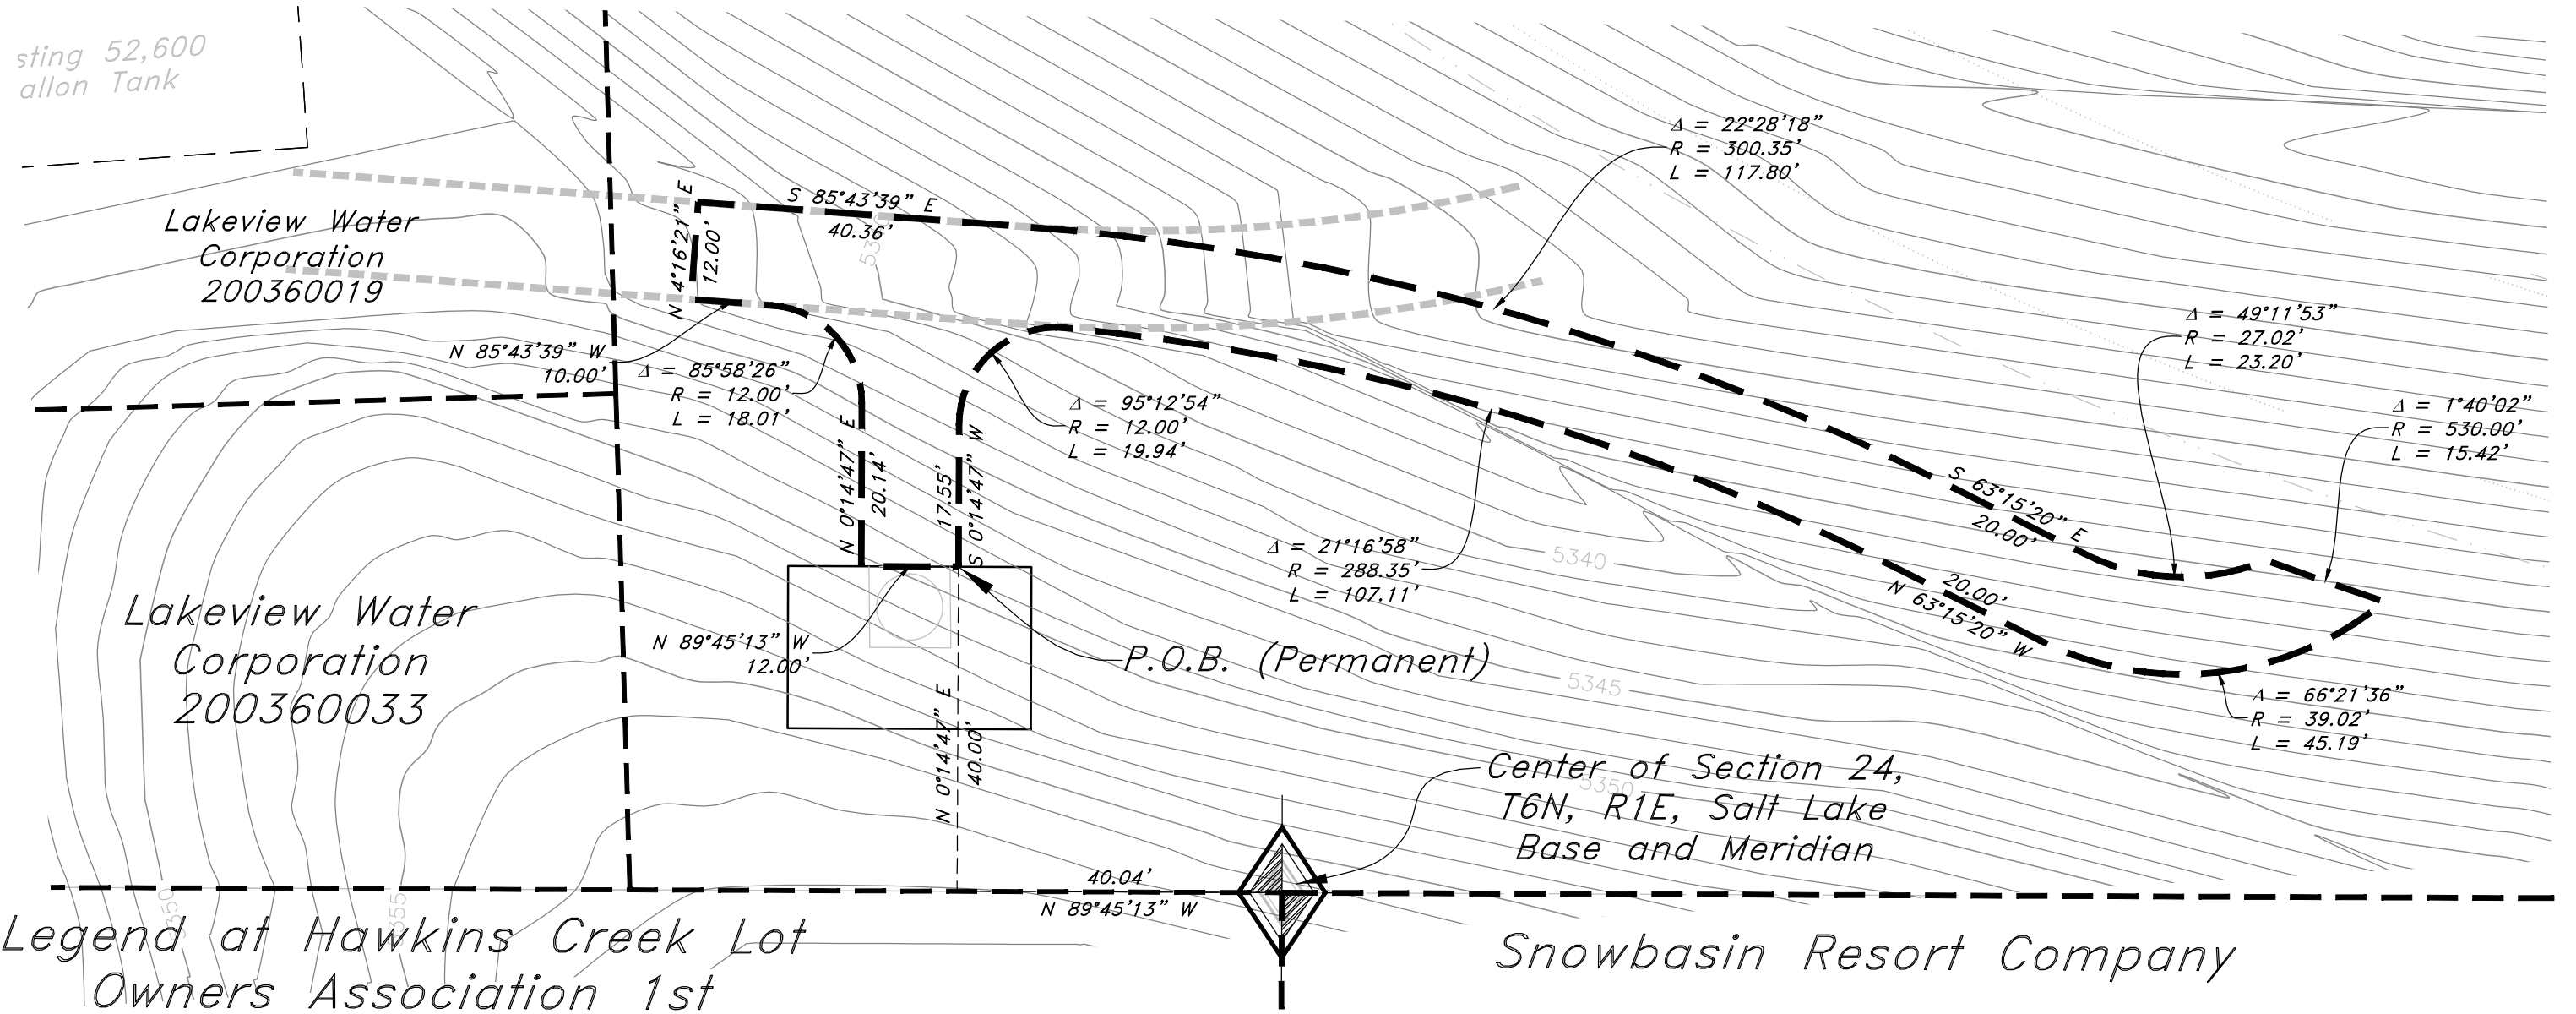 sting 52,600
allon Tank
Δ = 22°28'18"
R = 300.35'
L = 117.80'
S 85°43'39" E
40.36'
N 4°16'21" E
12.00'
Lakeview Water
Corporation
200360019
Δ = 49°11'53"
R = 27.02'
L = 23.20'
N 85°43'39" W
10.00'
Δ = 85°58'26"
R = 12.00'
L = 18.01'
Δ = 95°12'54"
R = 12.00'
L = 19.94'
Δ = 1°40'02"
R = 530.00'
L = 15.42'
N 0°14'47" E
20.14'
17.55'
S 0°14'47" W
S 63°15'20" E
20.00'
Δ = 21°16'58"
R = 288.35'
L = 107.11'
5340
20.00'
N 63°15'20" W
Lakeview Water
Corporation
200360033
N 89°45'13" W
12.00'
P.O.B. (Permanent)
5345
Δ = 66°21'36"
R = 39.02'
L = 45.19'
N 0°14'47" E
40.00'
Center of Section 24,
T6N, R1E, Salt Lake
Base and Meridian
5350
40.04'
N 89°45'13" W
Legend at Hawkins Creek Lot
Owners Association 1st
Snowbasin Resort Company